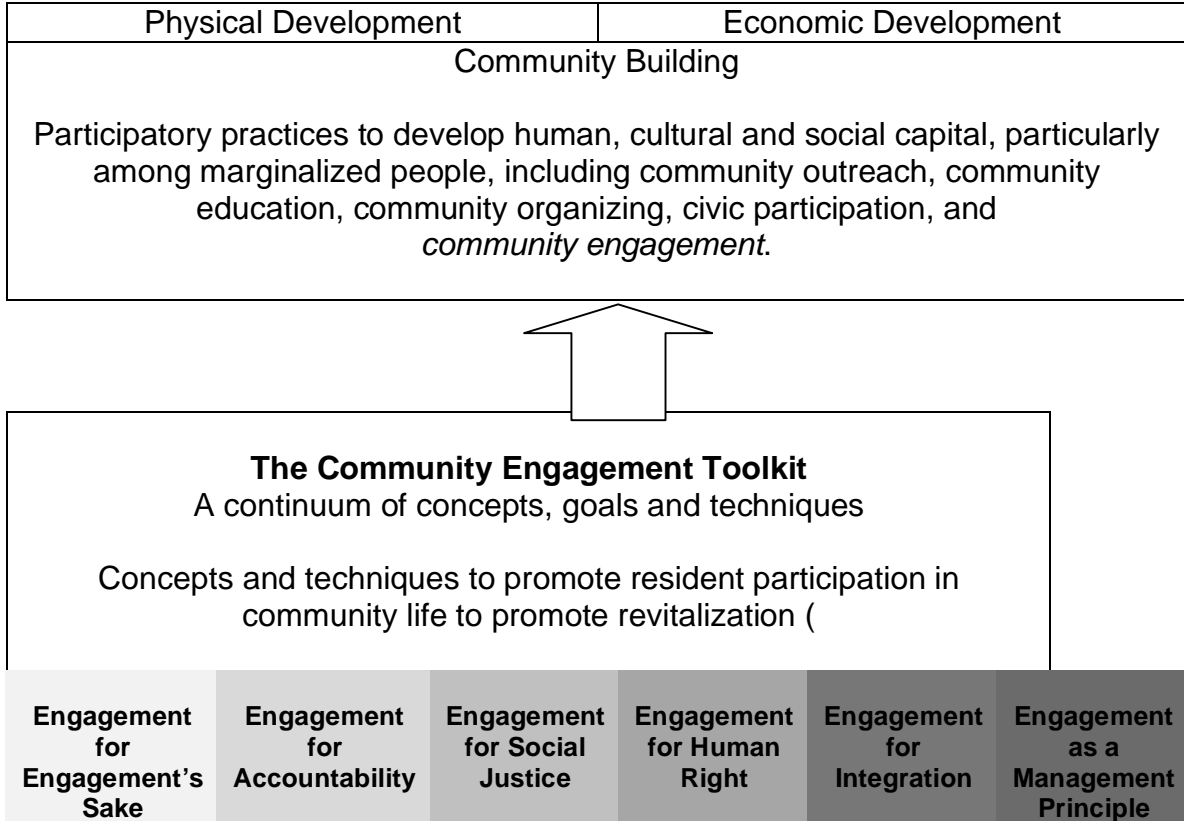 Physical Development
Economic Development
Community Building
Participatory practices to develop human, cultural and social capital, particularly
among marginalized people, including community outreach, community
education, community organizing, civic participation, and
community engagement.
The Community Engagement Toolkit
A continuum of concepts, goals and techniques
Concepts and techniques to promote resident participation in
community life to promote revitalization (
Engagement
for
Engagement’s
Sake
Engagement
for
Accountability
Engagement
for Social
Justice
Engagement
for Human
Right
Engagement
for
Integration
Engagement
as a
Management
Principle